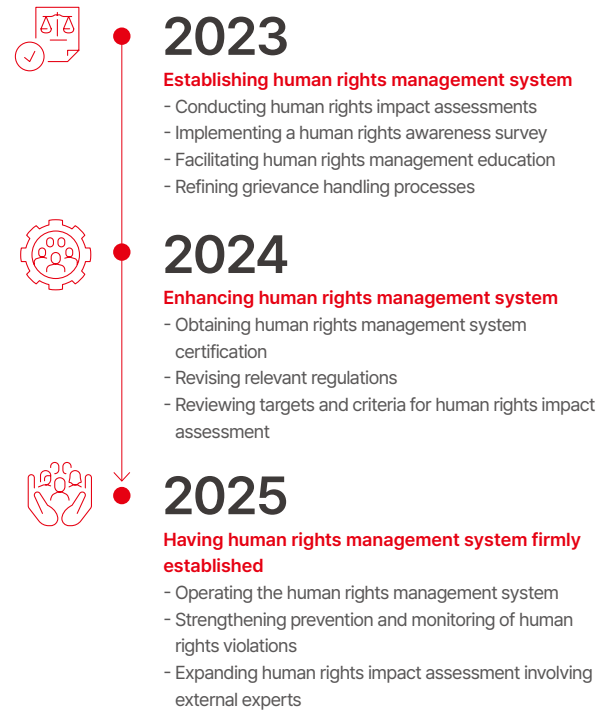 2023
Establishing human rights management system
- Conducting human rights impact assessments
- Implementing a human rights awareness survey
- Facilitating human rights management education
- Refining grievance handling processes
2024
Enhancing human rights management system
- Obtaining human rights management system
certification
- Revising relevant regulations
- Reviewing targets and criteria for human rights impact
assessment
2025
Having human rights management system firmly
established
- Operating the human rights management system
- Strengthening prevention and monitoring of human
rights violations
- Expanding human rights impact assessment involving
external experts